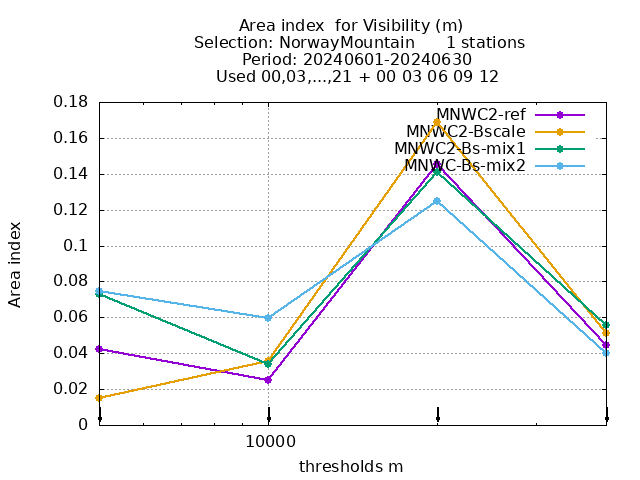 Area index  for Visibility (m)
Selection: NorwayMountain      1 stations
Period: 20240601-20240630
Used 00,03,...,21 + 00 03 06 09 12
MNWC2-ref
MNWC2-Bscale
MNWC2-Bs-mix1
MNWC-Bs-mix2
0.18
0.16
0.14
0.12
0.1
0.08
0.06
0.04
0.02
0
Area index
10000
thresholds m